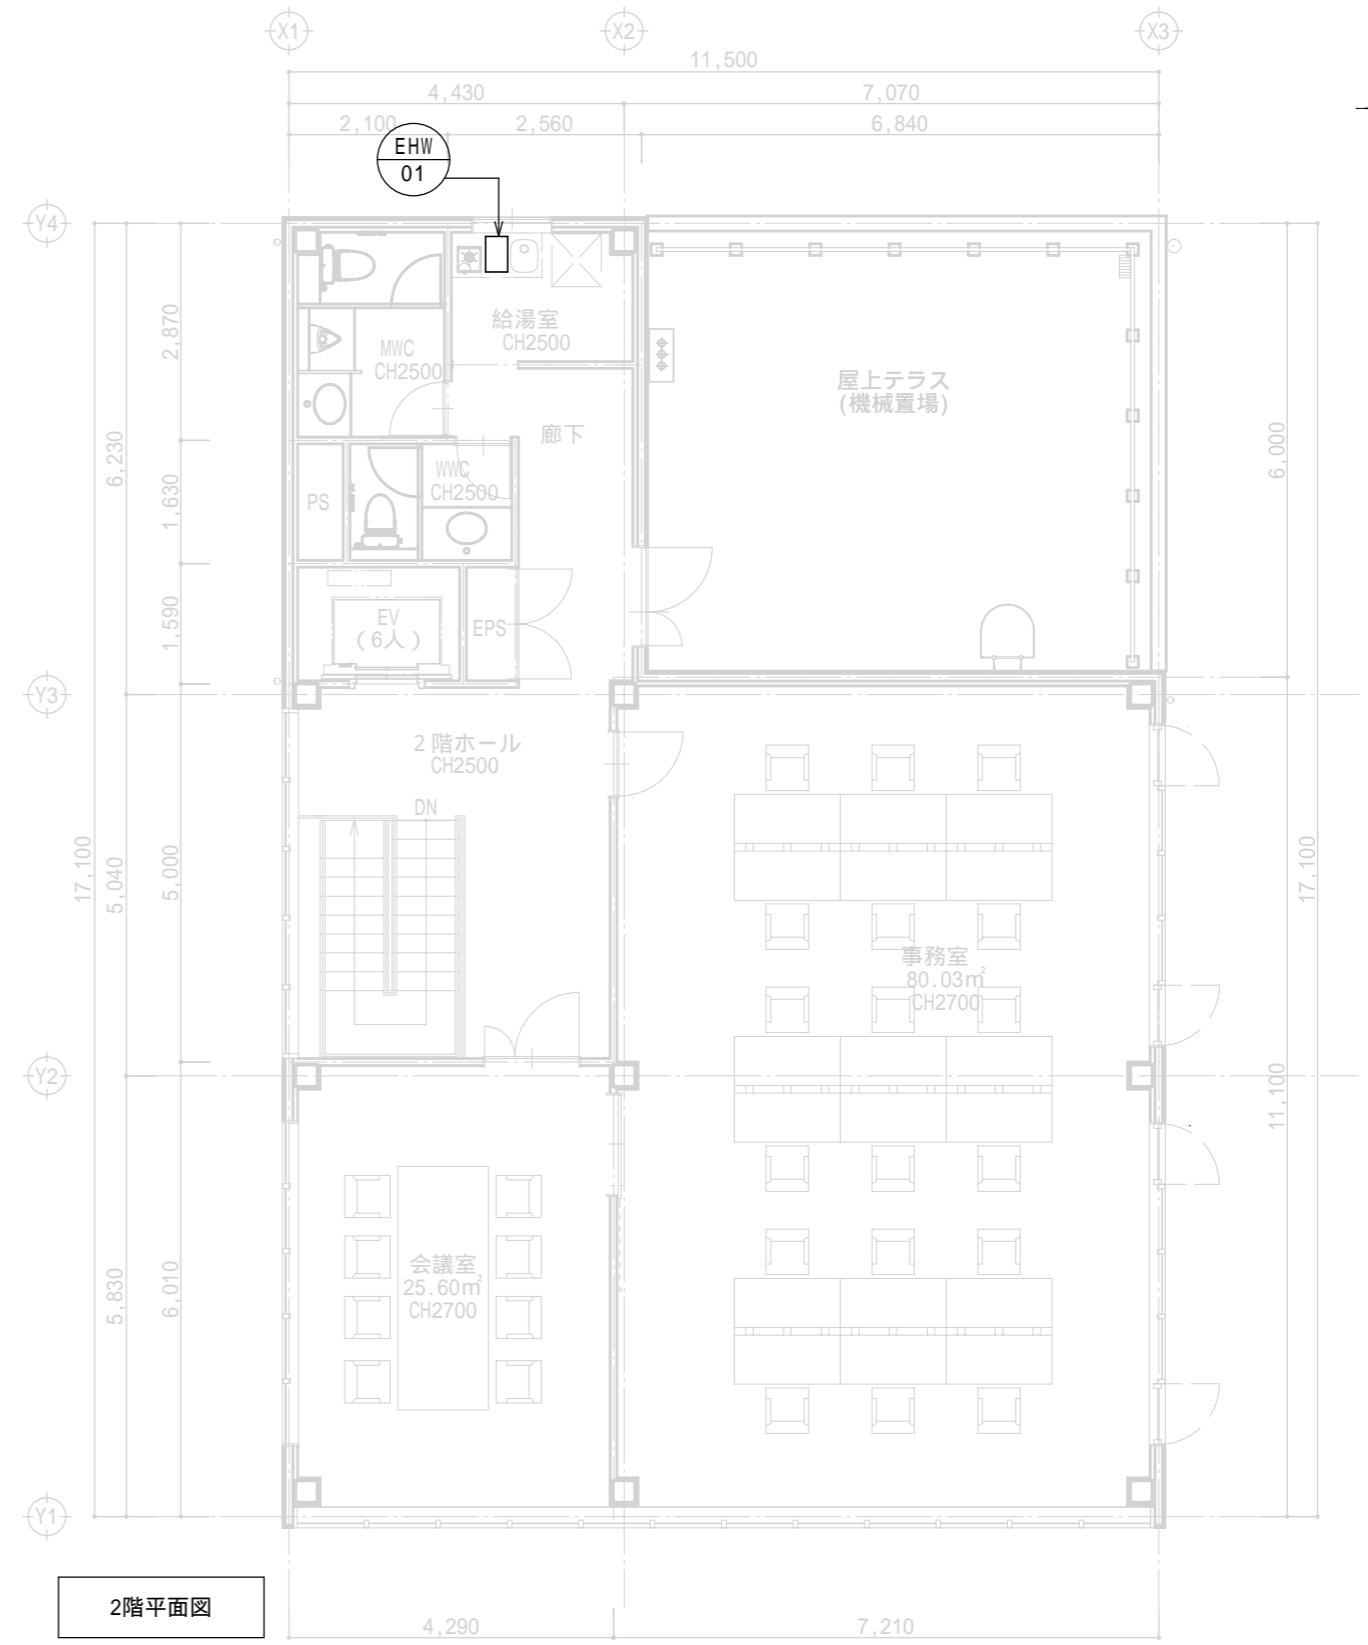 X1
X2
X3
11,500
4,430
7,070
2,100
2,560
6,840
EHW
01
Y4
給湯室
CH2500
MWC
CH2500
屋上テラス
(機械置場)
廊下
2,870
6,230
6,000
WWC
CH2500
PS
1,630
EV
(6人)
EPS
1,590
Y3
2階ホール
CH2500
DN
17,100
5,040
5,000
17,100
事務室
80.03㎡
CH2700
Y2
11,100
会議室
25.60㎡
CH2700
5,830
6,010
Y1
2階平面図
4,290
7,210